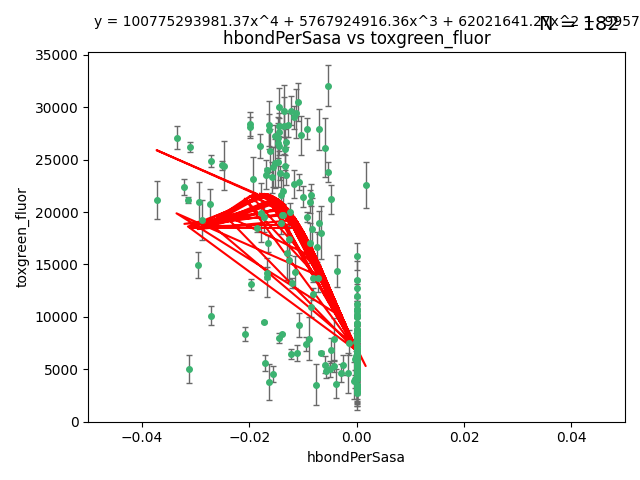 y = 100775293981.37x^4 + 5767924916.36x^3 + 62021641.27x^2 +
N = 182
hbondPerSasa vs toxgreen_fluor
35000
30000
25000
20000
15000
10000
5000
0
toxgreen_fluor
−0.04 −0.02 0.00 0.02 0.04
hbondPerSasa